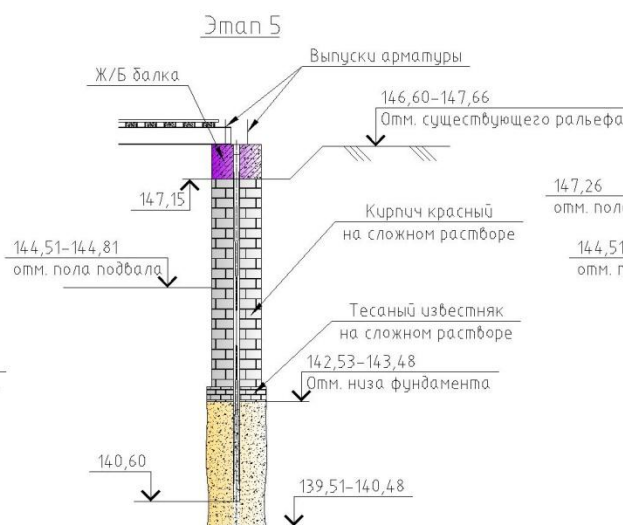 Этап 5
Выпуски арматуры
Ж/Б балка
146,60-147,66
Отм. существующего ральефа
147,15
147,26
отм. пол
Кирпич красный
на сложном растворе
144,51-144,81
отм. пола подвала
144,51
отм. п
Тесаный известняк
на сложном растворе
142,53-143,48
Отм. низа фундамента
140,60
139,51-140,48